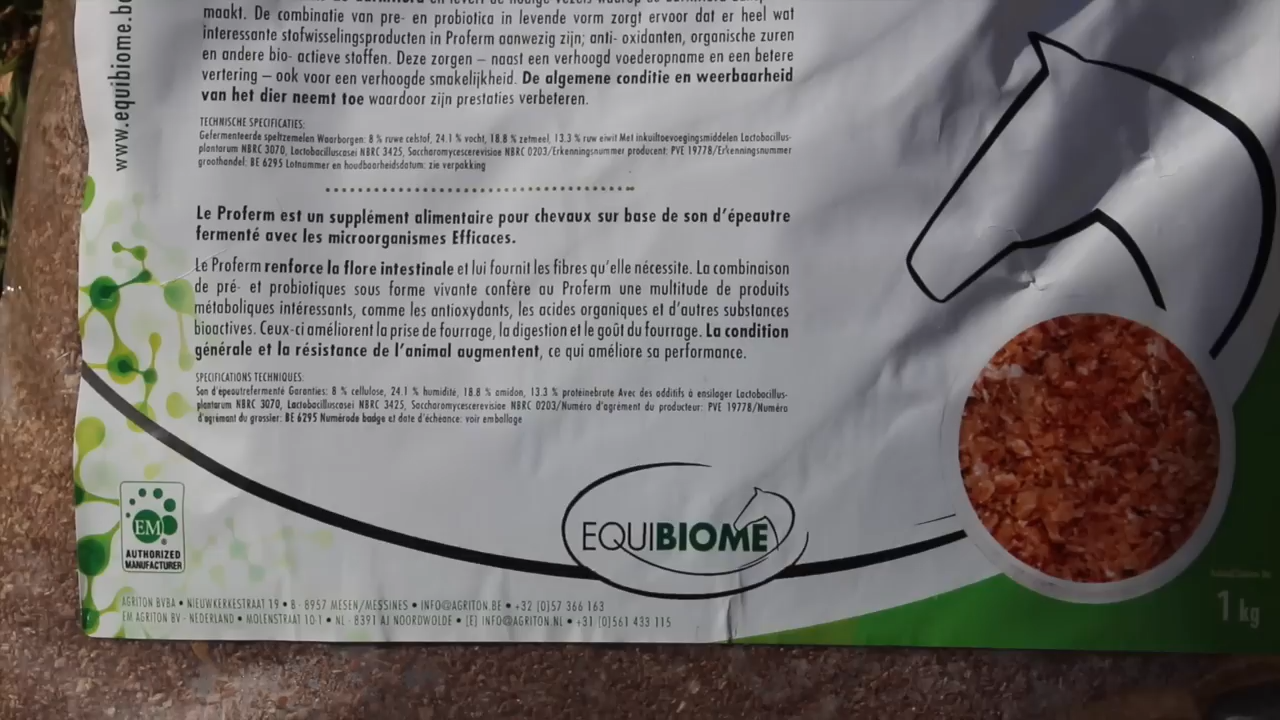 www.equibiome.be
maakt. De combinatie van pre- en probiotica in levende vorm zorgt ervoor dat er heel wat
interessante stofwisselingsproducten in Proferm aanwezig zijn; anti- oxidanten, organische zuren
en andere bio- actieve stoffen. Deze zorgen – naast een verhoogd voederopname en een betere
vertering – ook voor een verhoogde smakelijkheid. De algemene conditie en weerbaarheid
van het dier neemt toe waardoor zijn prestaties verbeteren.
TECHNISCHE SPECIFICATIES:
Gefermenteerde speltzemelen Waarborgen: 8 % ruwe celstof, 24.1 % vocht, 18.8 % zetmeel, 13.3 % ruw eiwit Met inkuiltoevoegingsmiddelen Lactobacillus-
plantarum NBRC 3070, Lactobacilluscasei NBRC 3425, Saccharomycescerevisiae NBRC 0203/Erkenningsnummer producent: PVE 19778/Erkenningsnummer
groothandel: BE 6295 Lotnummer en houdbaarheidsdatum: zie verpakking
Le Proferm est un supplément alimentaire pour chevaux sur base de son d'épeautre
fermenté avec les microorganismes Efficaces.
Le Proferm renforce la flore intestinale et lui fournit les fibres qu'elle nécessite. La combinaison
de pré- et probiotiques sous forme vivante confère au Proferm une multitude de produits
métaboliques intéressants, comme les antioxydants, les acides organiques et d'autres substances
bioactives. Ceux-ci améliorent la prise de fourrage, la digestion et le goût du fourrage. La condition
générale et la résistance de l'animal augmentent, ce qui améliore sa performance.
SPECIFICATIONS TECHNIQUES:
Son d'épeautrefermenté Garanties: 8 % cellulose, 24.1 % humidité, 18.8 % amidon, 13.3 % protéinebrute Avec des additifs à ensilager Lactobacillus-
plantarum NBRC 3070, Lactobacilluscasei NBRC 3425, Saccharomycescerevisiae NBRC 0203/Numéro d'agrément du producteur: PVE 19778/Numéro
d'agrément du grossier: BE 6295 Numérode badge et date d'échéance: voir emballage
EM
AUTHORIZED
MANUFACTURER
EQUIBIOME
AGRITON BVBA • NIEUWKERKESTRAAT 19 • B - 8957 MESEN/MESSINES • INFO@AGRITON.BE • +32 (0)57 366 163
EM AGRITON BV - NEDERLAND • MOLENSTRAAT 10-1 • NL - 8391 AJ NOORDWOLDE • [E] INFO@AGRITON.NL • +31 (0)561 433 115
1 kg